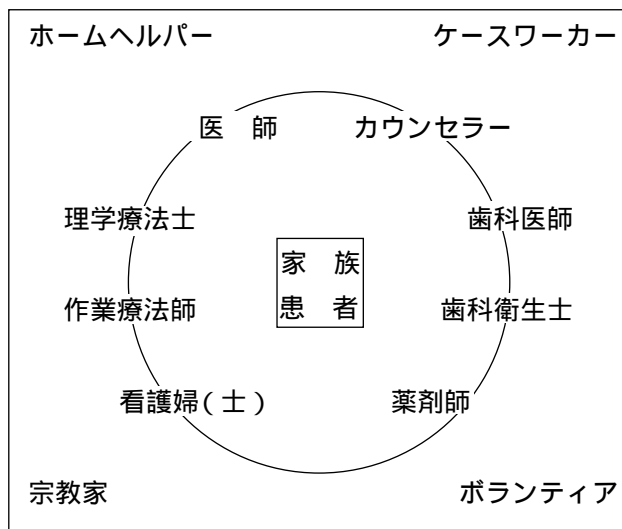 ホームヘルパー
ケースワーカー
医　師
カウンセラー
理学療法士
歯科医師
家　族
患　者
作業療法師
歯科衛生士
看護婦（士）
薬剤師
宗教家
ボランティア